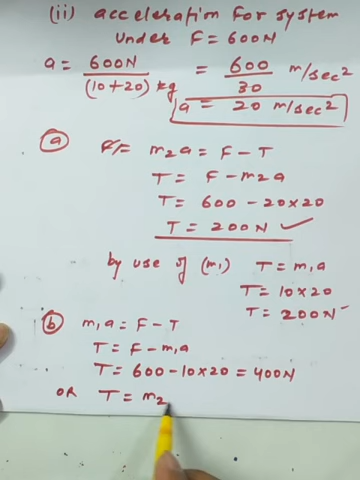 (ii) acceleration for system
under F = 600N
a = 600N / (10+20) kg = 600 / 30 m/sec²
a = 20 m/sec²
(a) F/= m₂a = F - T
T = F - m₂a
T = 600 - 20×20
T = 200N ✓
by use of (m₁) T = m₁a
T = 10×20
T = 200N
(b) m₁a = F - T
T = F - m₁a
T = 600 - 10×20 = 400N
OR T = m₂